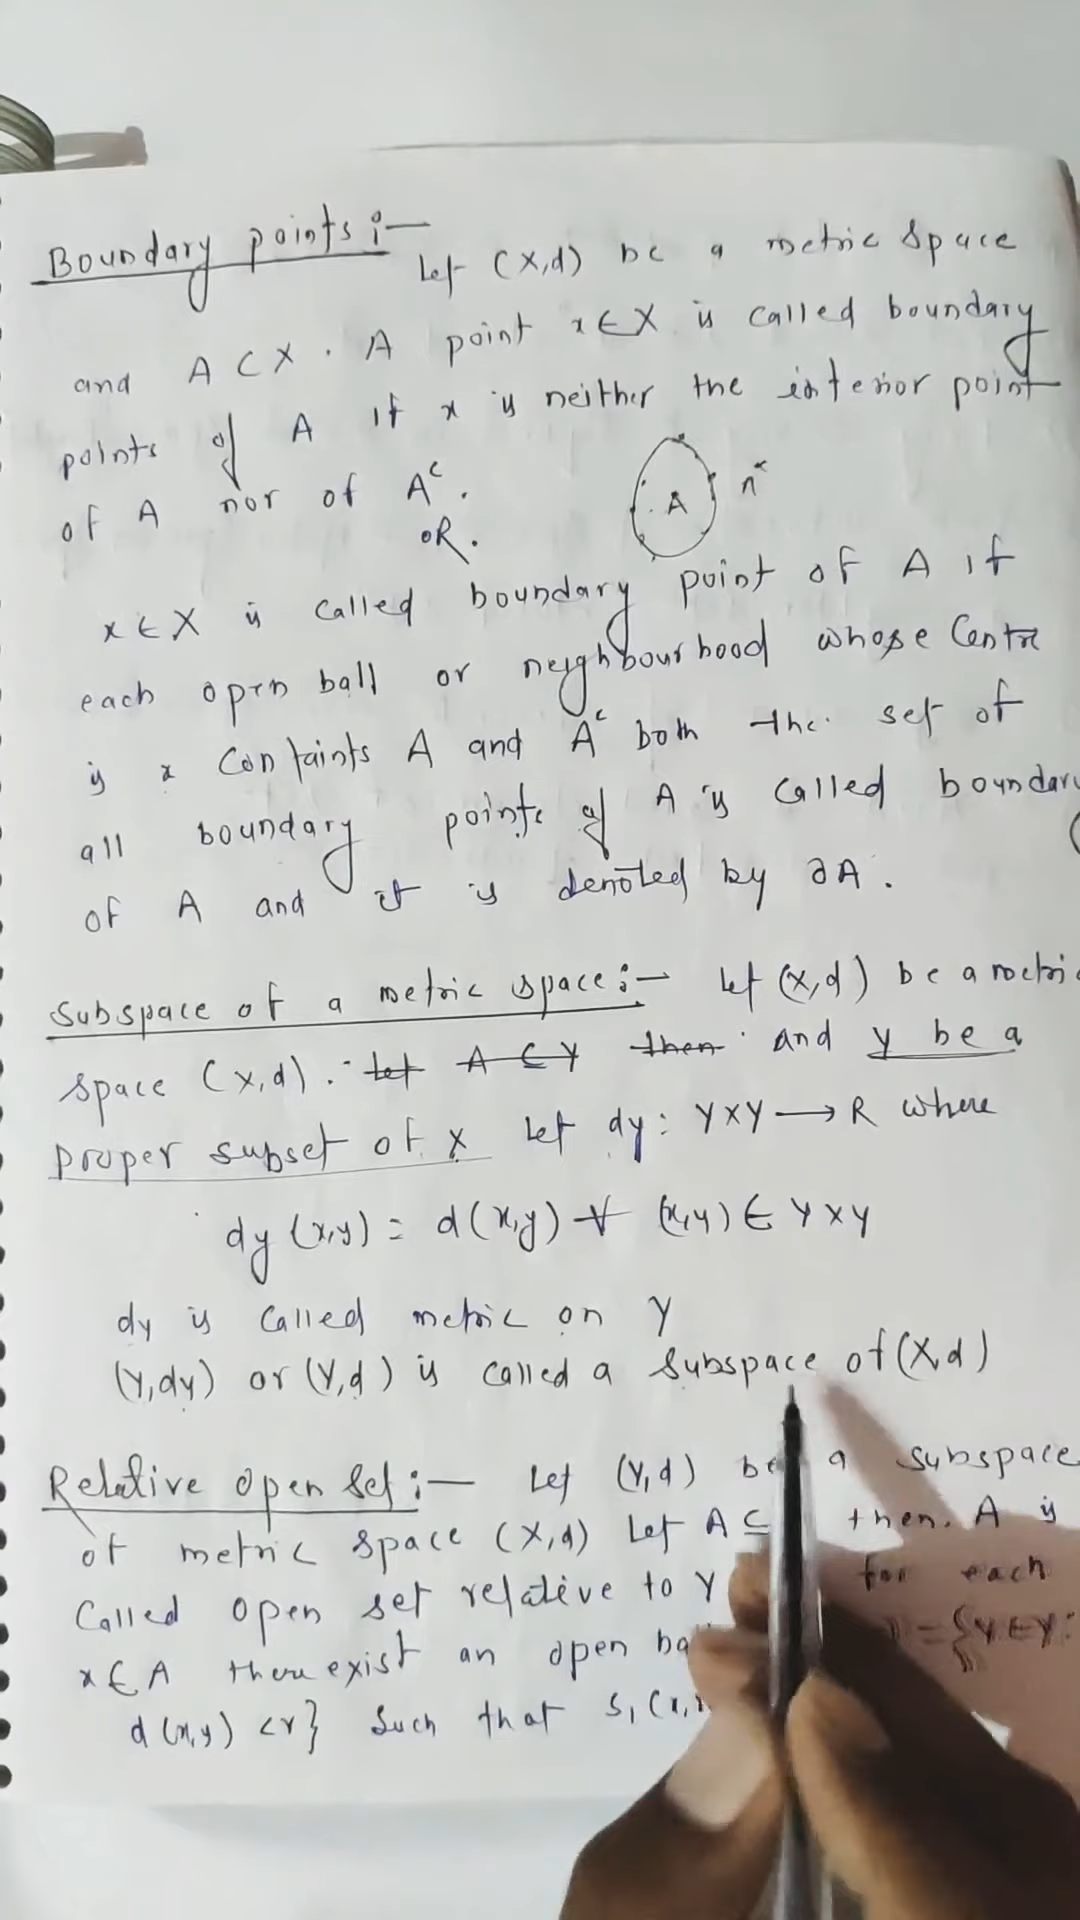 Boundary points :—
Let (X,d) be a metric space
and A ⊂ X . A point x ∈ X is called boundary
points of A if x is neither the interior point
of A nor of Aᶜ.
A
OR.
x ∈ X is called boundary point of A if
each open ball or neighbourhood whose Centre
is x Containts A and Aᶜ both the set of
all boundary points of A is called boundary
of A and it is denoted by ∂A.
Subspace of a metric space :— Let (X,d) be a metri
space (X,d). Let A ⊂ Y then and y be a
proper subset of X Let dy : Y×Y → R where
dy (x,y) = d(x,y) ∀ (x,y) ∈ Y×Y
dy is called metric on Y
(Y,dy) or (Y,d) is called a subspace of (X,d)
Relative open set :— Let (Y,d) be a subspace
of metric space (X,d) Let A ⊆ then. A is
Called open set relative to Y for each
x ∈ A there exist an open = {y ∈ Y :
d(x,y) < r} Such that S₁(x,